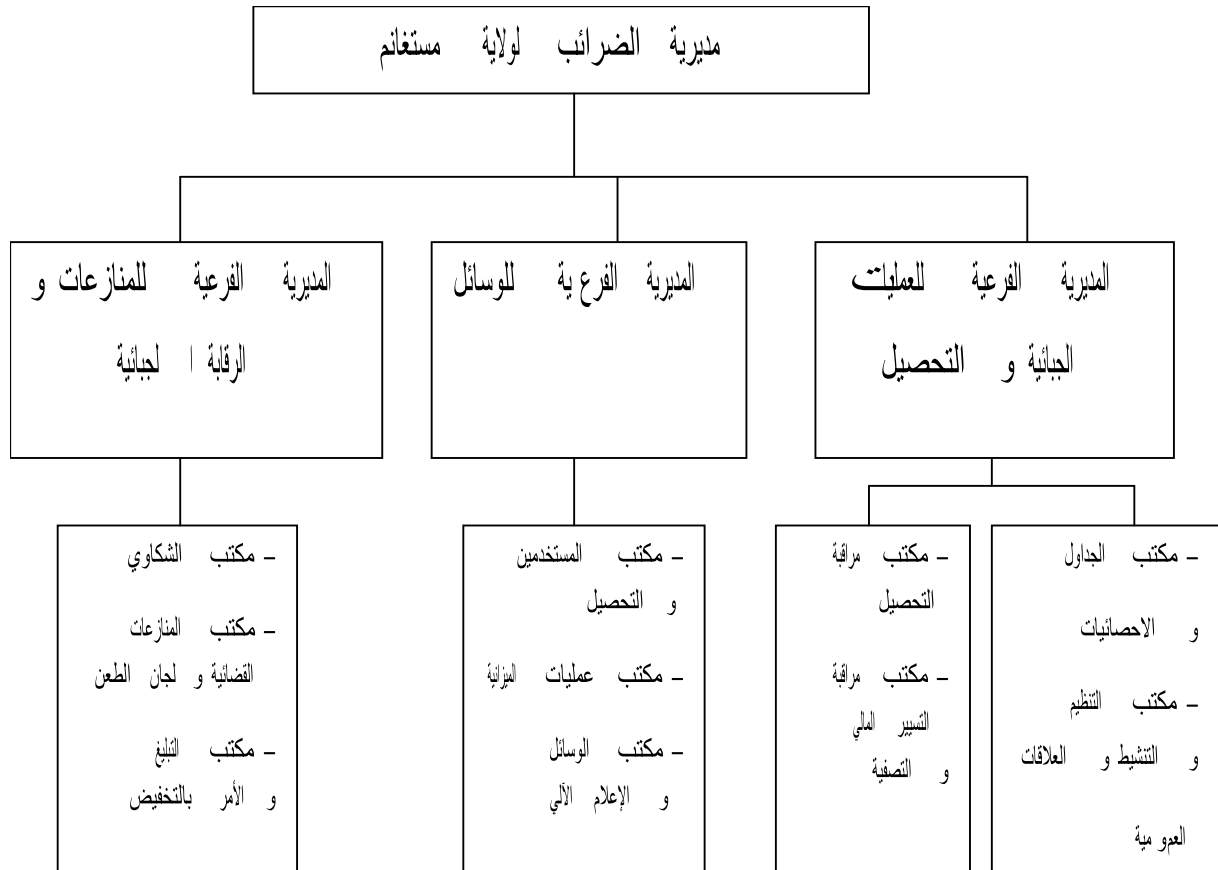 مديرية الضرائب لولاية مستغانم
المديرية الفرعية للعمليات
الجبائية و التحصيل
المديرية الفرع ية للوسائل
المديرية الفرعية للمنازعات و
الرقابة ا لجبائية
- مكتب الجداول
و الاحصائيات
- مكتب التنظيم
و التنشيط و العلاقات
العمو مية
- مكتب مراقبة
التحصيل
- مكتب مراقبة
التسيير المالي
و التصفية
- مكتب المستخدمين
و التحصيل
- مكتب عمليات الميزانية
- مكتب الوسائل
و الإعلام الآلي
- مكتب الشكاوي
- مكتب المنازعات
القضائية و لجان الطعن
- مكتب التبليغ
و الأمر بالتخفيض